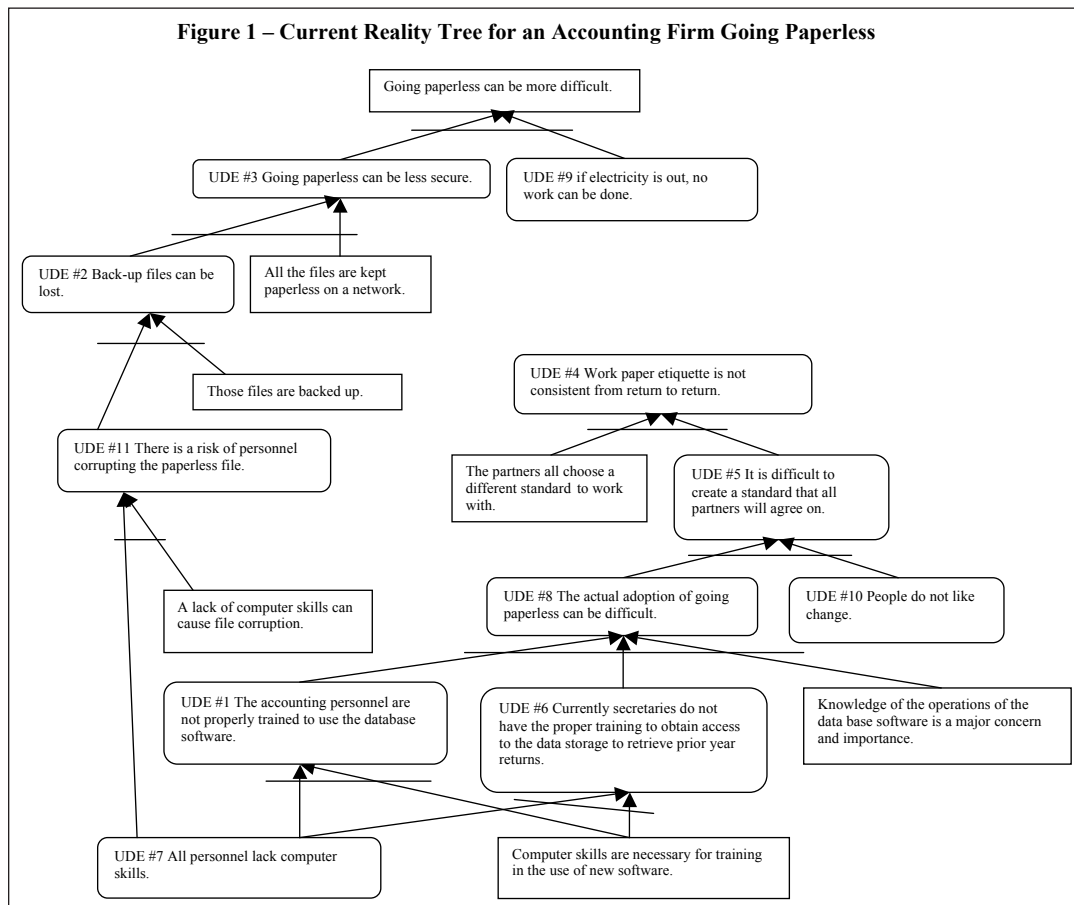 Figure 1 – Current Reality Tree for an Accounting Firm Going Paperless
Going paperless can be more difficult.
UDE #3 Going paperless can be less secure.
UDE #9 if electricity is out, no
work can be done.
UDE #2 Back-up files can be
lost.
All the files are kept
paperless on a network.
Those files are backed up.
UDE #4 Work paper etiquette is not
consistent from return to return.
UDE #11 There is a risk of personnel
corrupting the paperless file.
The partners all choose a
different standard to work
with.
UDE #5 It is difficult to
create a standard that all
partners will agree on.
A lack of computer skills can
cause file corruption.
UDE #8 The actual adoption of going
paperless can be difficult.
UDE #10 People do not like
change.
UDE #1 The accounting personnel are
not properly trained to use the database
software.
UDE #6 Currently secretaries do not
have the proper training to obtain access
to the data storage to retrieve prior year
returns.
Knowledge of the operations of the
data base software is a major concern
and importance.
UDE #7 All personnel lack computer
skills.
Computer skills are necessary for training
in the use of new software.